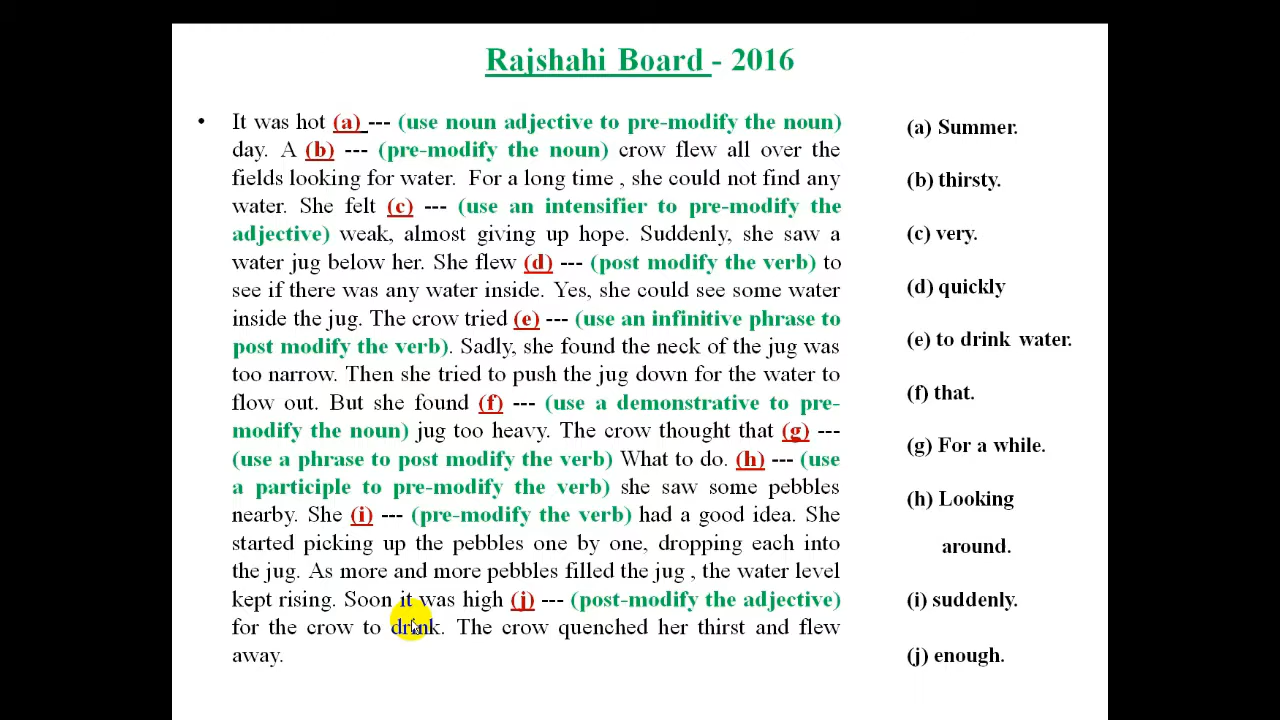 Rajshahi Board - 2016
• It was hot (a) --- (use noun adjective to pre-modify the noun)
day. A (b) --- (pre-modify the noun) crow flew all over the
fields looking for water. For a long time , she could not find any
water. She felt (c) --- (use an intensifier to pre-modify the
adjective) weak, almost giving up hope. Suddenly, she saw a
water jug below her. She flew (d) --- (post modify the verb) to
see if there was any water inside. Yes, she could see some water
inside the jug. The crow tried (e) --- (use an infinitive phrase to
post modify the verb). Sadly, she found the neck of the jug was
too narrow. Then she tried to push the jug down for the water to
flow out. But she found (f) --- (use a demonstrative to pre-
modify the noun) jug too heavy. The crow thought that (g) ---
(use a phrase to post modify the verb) What to do. (h) --- (use
a participle to pre-modify the verb) she saw some pebbles
nearby. She (i) --- (pre-modify the verb) had a good idea. She
started picking up the pebbles one by one, dropping each into
the jug. As more and more pebbles filled the jug , the water level
kept rising. Soon it was high (j) --- (post-modify the adjective)
for the crow to drink. The crow quenched her thirst and flew
away.
(a) Summer.
(b) thirsty.
(c) very.
(d) quickly
(e) to drink water.
(f) that.
(g) For a while.
(h) Looking
around.
(i) suddenly.
(j) enough.